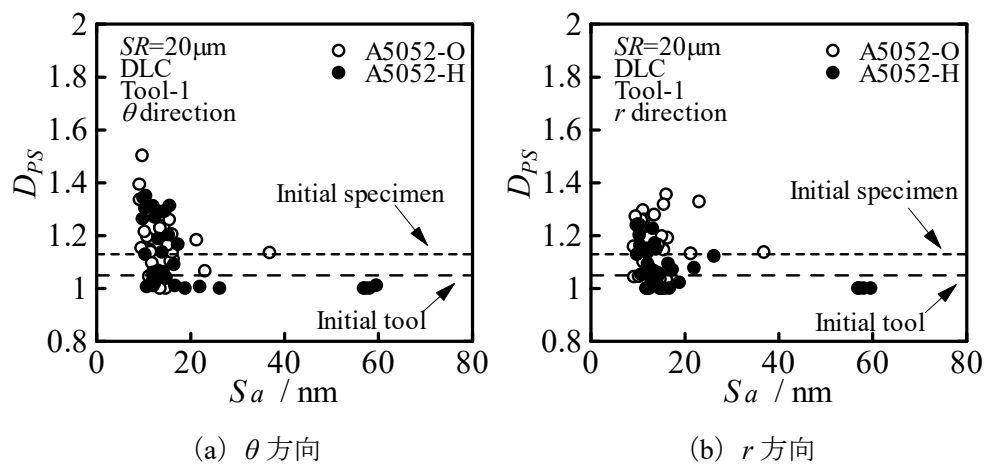 2
1.8
1.6
1.4
1.2
1
0.8
D_PS
SR=20μm
DLC
Tool-1
θ direction
A5052-O
A5052-H
Initial specimen
Initial tool
0 20 40 60 80
Sa / nm
(a) θ 方向
2
1.8
1.6
1.4
1.2
1
0.8
D_PS
SR=20μm
DLC
Tool-1
r direction
A5052-O
A5052-H
Initial specimen
Initial tool
0 20 40 60 80
Sa / nm
(b) r 方向